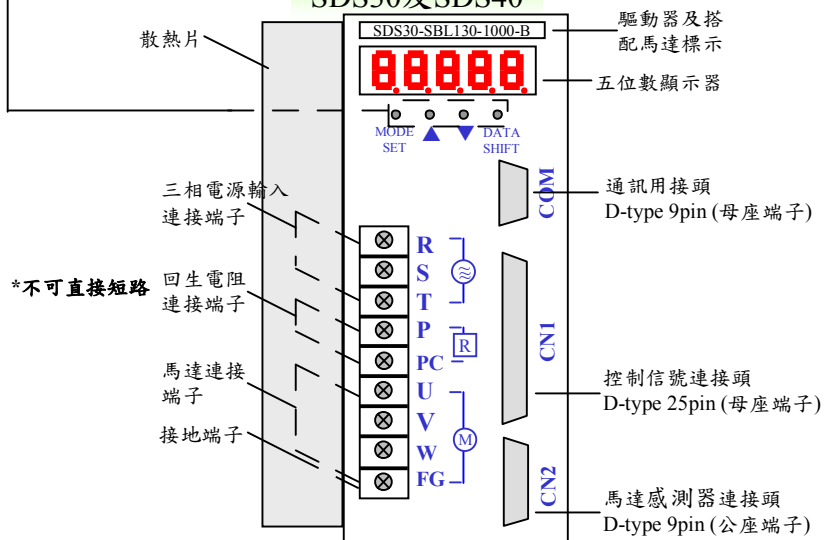 SDS30及SDS40
SDS30-SBL130-1000-B
驅動器及搭
配馬達標示
散熱片
88888
五位數顯示器
MODE
SET
▲
▼
DATA
SHIFT
COM
通訊用接頭
D-type 9pin (母座端子)
三相電源輸入
連接端子
*不可直接短路
回生電阻
連接端子
馬達連接
端子
接地端子
R
S
T
P
R
PC
U
V
M
W
FG
CN1
控制信號連接頭
D-type 25pin (母座端子)
CN2
馬達感測器連接頭
D-type 9pin (公座端子)